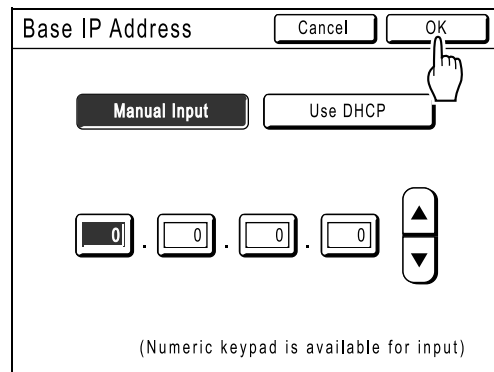 Base IP Address Cancel OK
Manual Input Use DHCP
0 . 0 . 0 . 0
(Numeric keypad is available for input)